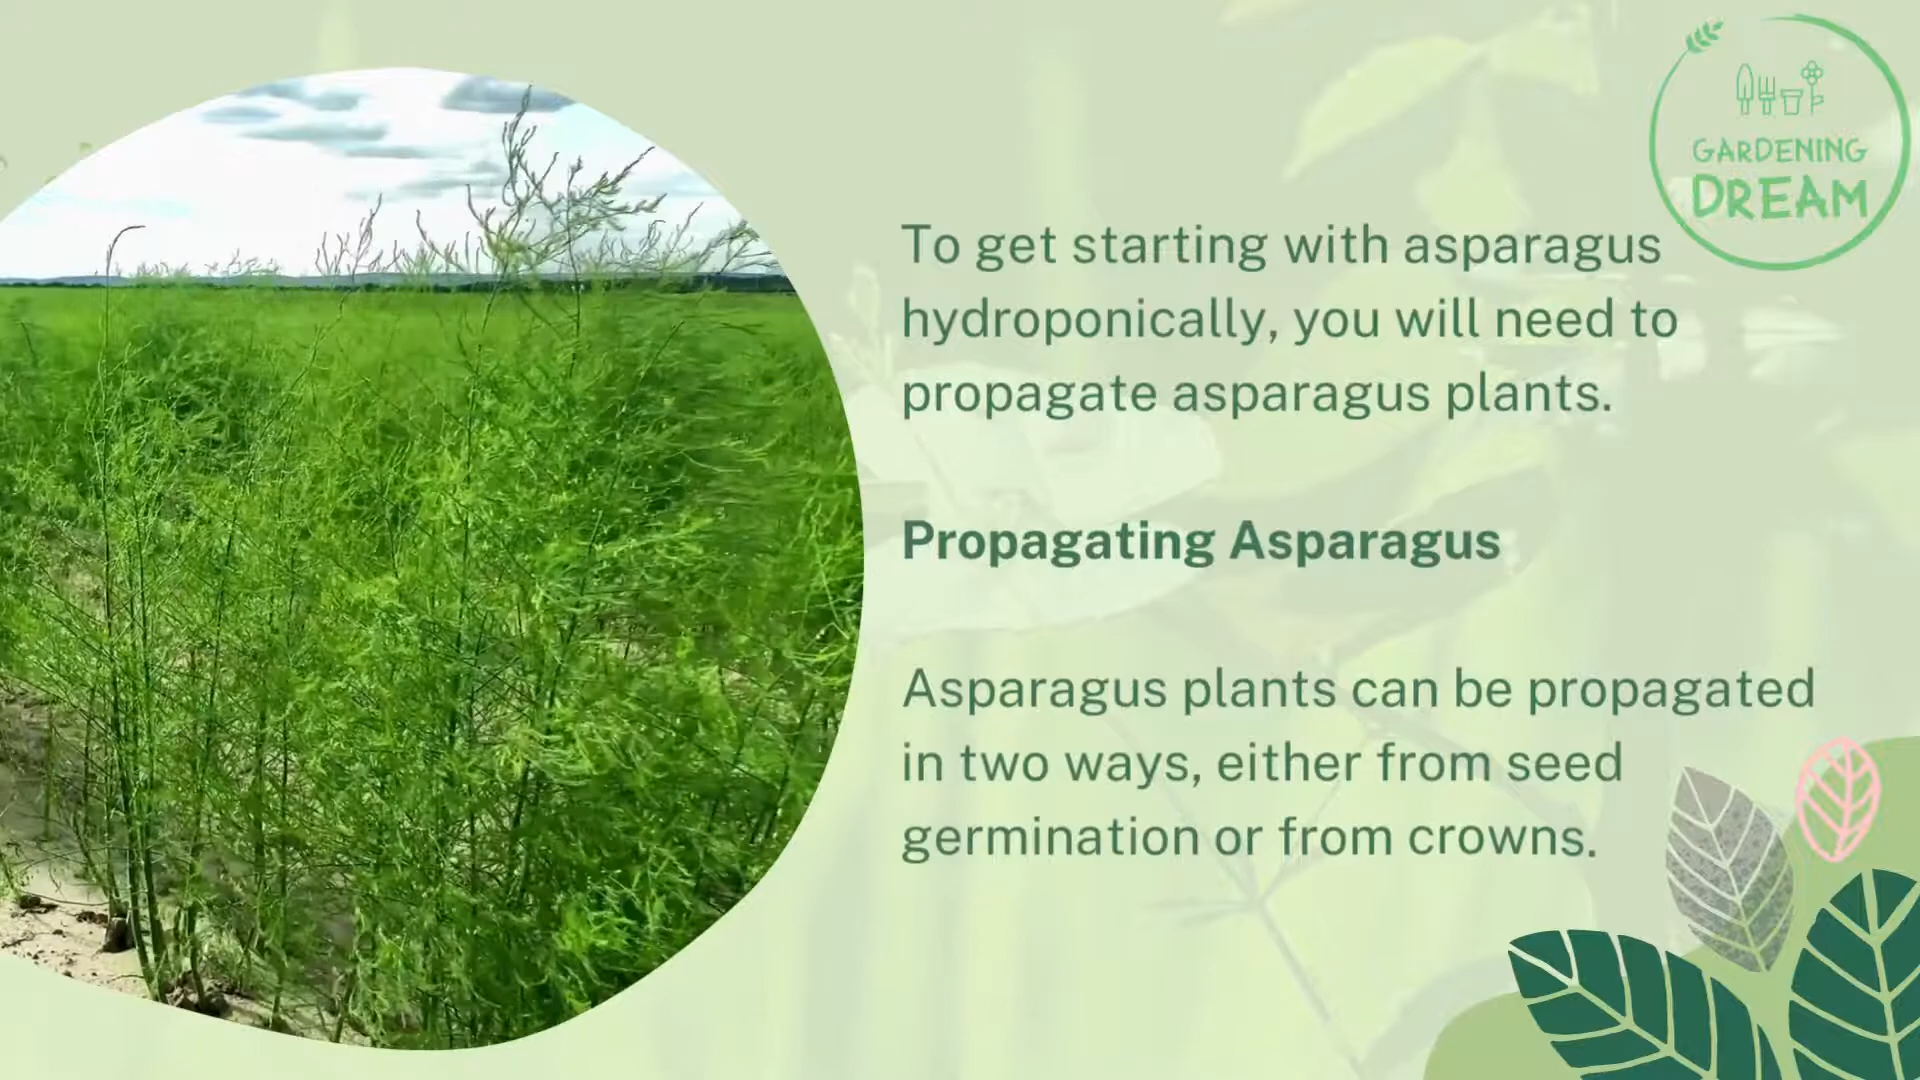 GARDENING
DREAM
To get starting with asparagus
hydroponically, you will need to
propagate asparagus plants.
Propagating Asparagus
Asparagus plants can be propagated
in two ways, either from seed
germination or from crowns.